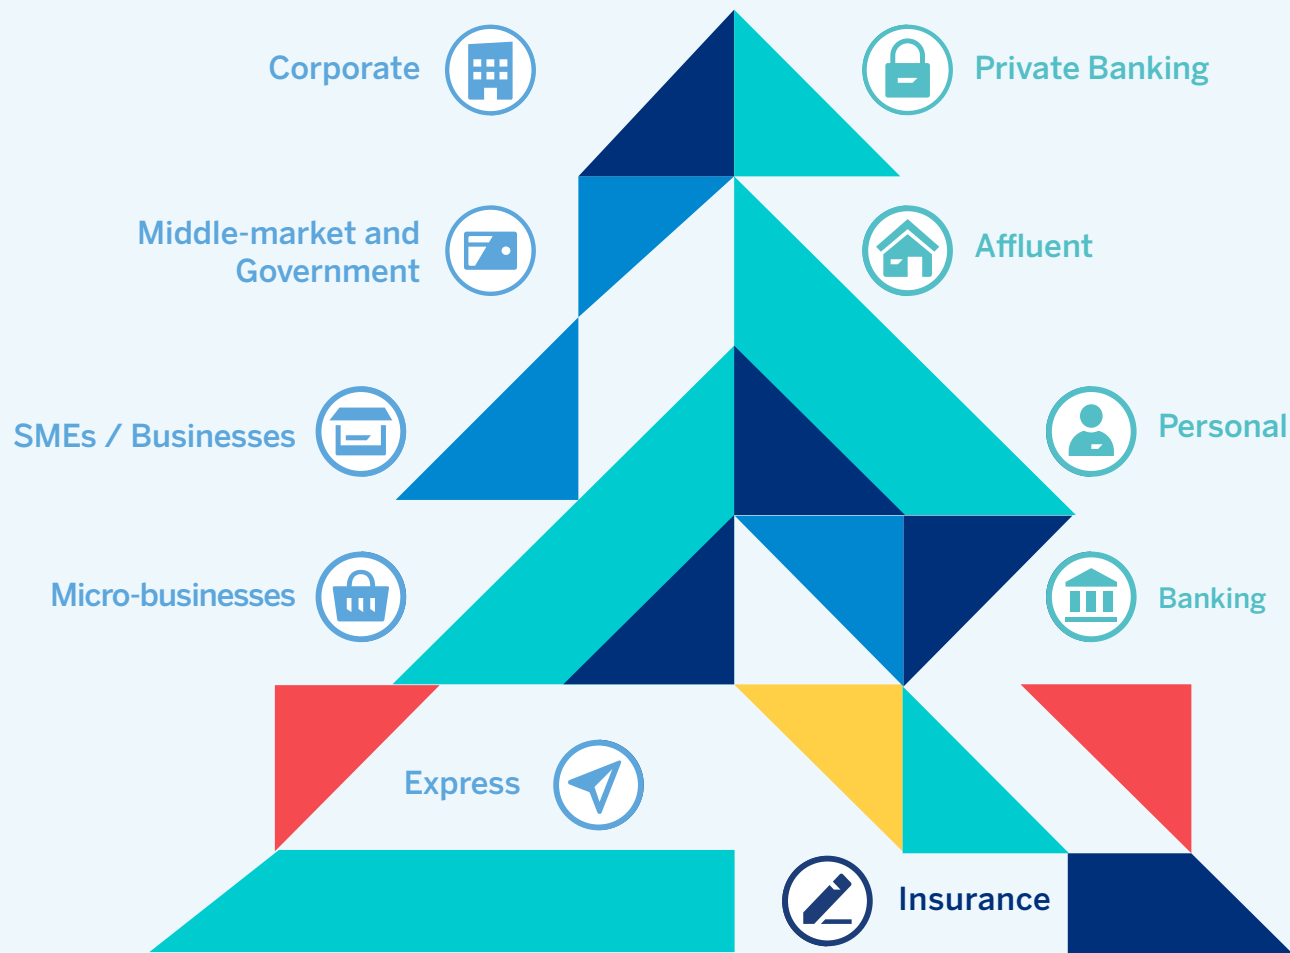 Corporate
Private Banking
Middle-market and
Government
Affluent
SMEs / Businesses
Personal
Micro-businesses
Banking
Express
Insurance